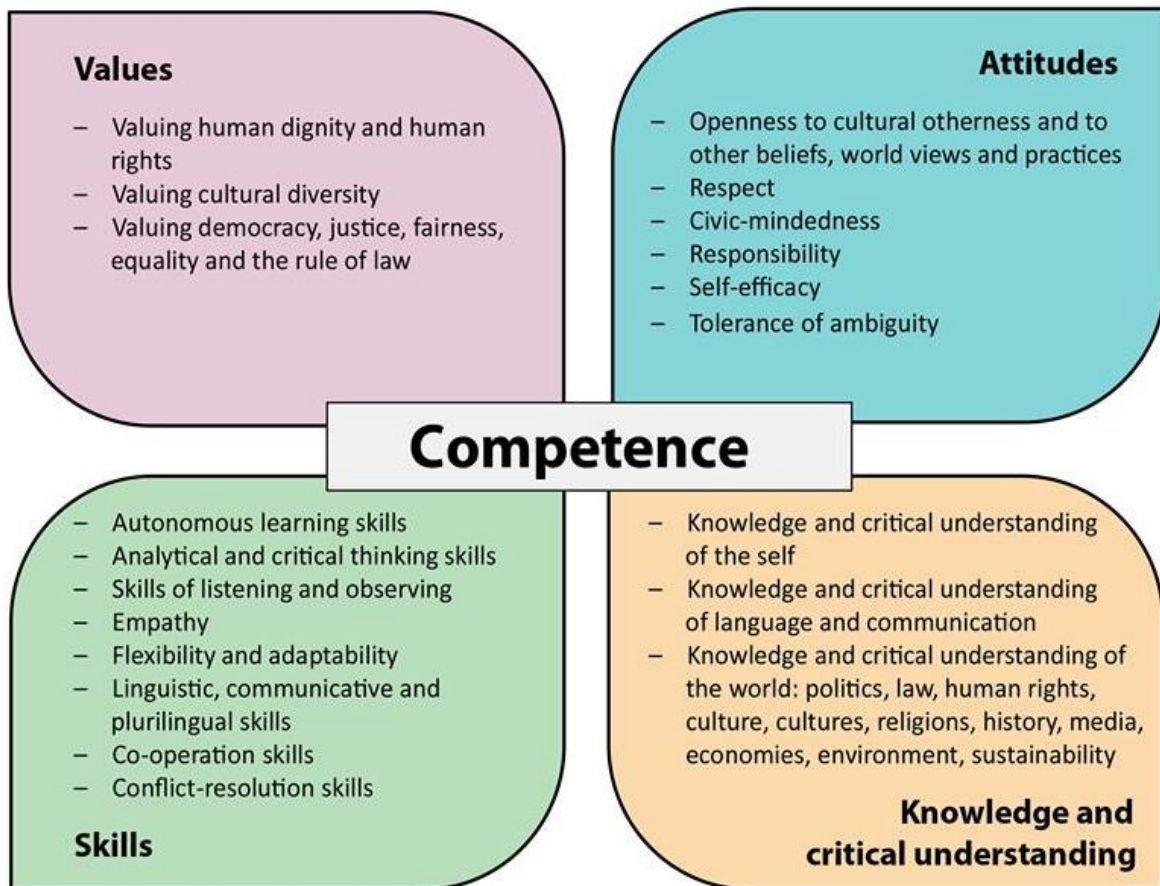 Values
– Valuing human dignity and human
rights
– Valuing cultural diversity
– Valuing democracy, justice, fairness,
equality and the rule of law
Attitudes
– Openness to cultural otherness and to
other beliefs, world views and practices
– Respect
– Civic-mindedness
– Responsibility
– Self-efficacy
– Tolerance of ambiguity
Competence
– Autonomous learning skills
– Analytical and critical thinking skills
– Skills of listening and observing
– Empathy
– Flexibility and adaptability
– Linguistic, communicative and
plurilingual skills
– Co-operation skills
– Conflict-resolution skills
Skills
– Knowledge and critical understanding
of the self
– Knowledge and critical understanding
of language and communication
– Knowledge and critical understanding of
the world: politics, law, human rights,
culture, cultures, religions, history, media,
economies, environment, sustainability
Knowledge and
critical understanding